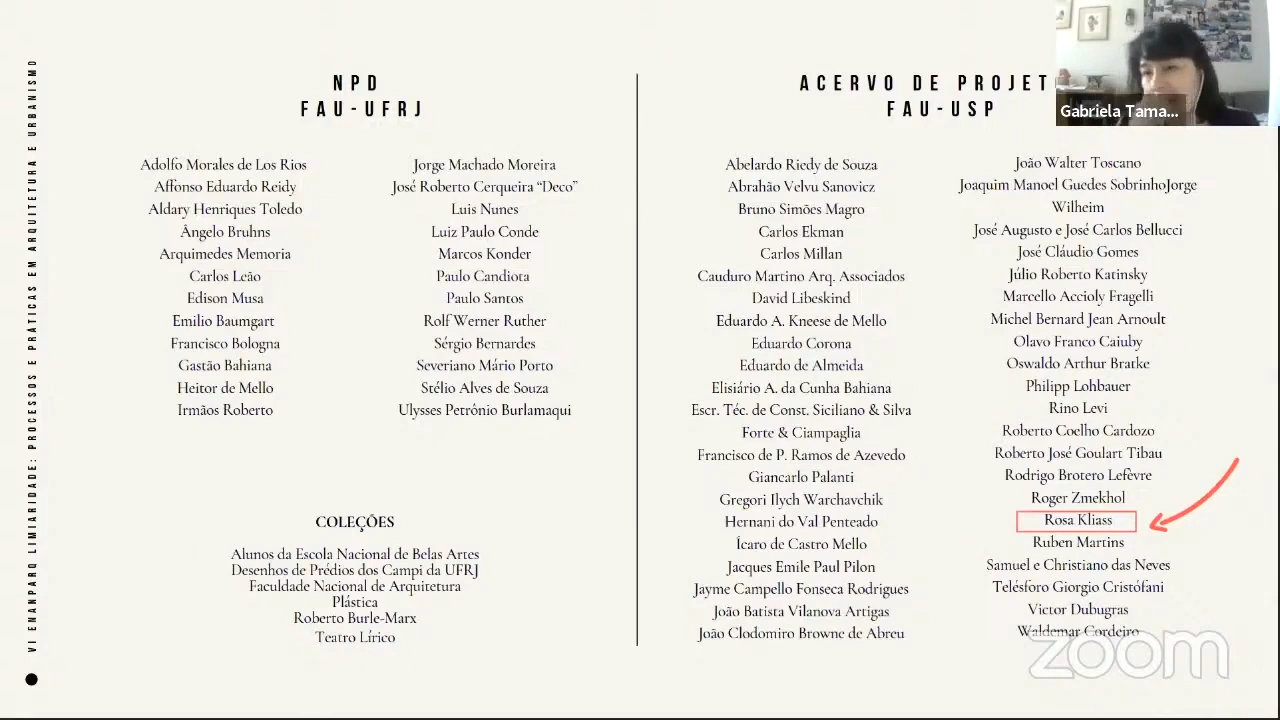 VI ENANPARQ LIMIARIDADE: PROCESSOS E PRÁTICAS EM ARQUITETURA E URBANISMO
NPD
FAU-UFRJ
Adolfo Morales de Los Rios
Affonso Eduardo Reidy
Aldary Henriques Toledo
Ângelo Bruhns
Arquimedes Memoria
Carlos Leão
Edison Musa
Emilio Baumgart
Francisco Bologna
Gastão Bahiana
Heitor de Mello
Irmãos Roberto
Jorge Machado Moreira
José Roberto Cerqueira “Deco”
Luis Nunes
Luiz Paulo Conde
Marcos Konder
Paulo Candiota
Paulo Santos
Rolf Werner Ruther
Sérgio Bernardes
Severiano Mário Porto
Stélio Alves de Souza
Ulysses Petrônio Burlamaqui
COLEÇÕES
Alunos da Escola Nacional de Belas Artes
Desenhos de Prédios dos Campi da UFRJ
Faculdade Nacional de Arquitetura
Plástica
Roberto Burle-Marx
Teatro Lírico
ACERVO DE PROJET
FAU-USP
Abelardo Riedy de Souza
Abrahão Velvu Sanovicz
Bruno Simões Magro
Carlos Ekman
Carlos Millan
Cauduro Martino Arq. Associados
David Libeskind
Eduardo A. Kneese de Mello
Eduardo Corona
Eduardo de Almeida
Elisiário A. da Cunha Bahiana
Escr. Téc. de Const. Siciliano & Silva
Forte & Ciampaglia
Francisco de P. Ramos de Azevedo
Giancarlo Palanti
Gregori Ilych Warchavchik
Hernani do Val Penteado
Ícaro de Castro Mello
Jacques Emile Paul Pilon
Jayme Campello Fonseca Rodrigues
João Batista Vilanova Artigas
João Clodomiro Browne de Abreu
João Walter Toscano
Joaquim Manoel Guedes SobrinhoJorge
Wilheim
José Augusto e José Carlos Bellucci
José Cláudio Gomes
Júlio Roberto Katinsky
Marcello Accioly Fragelli
Michel Bernard Jean Arnoult
Olavo Franco Caiuby
Oswaldo Arthur Bratke
Philipp Lohbauer
Rino Levi
Roberto Coelho Cardozo
Roberto José Goulart Tibau
Rodrigo Brotero Lefèvre
Roger Zmekhol
Rosa Kliass
Ruben Martins
Samuel e Christiano das Neves
Telésforo Giorgio Cristófani
Victor Dubugras
Waldemar Cordeiro
Gabriela Tama...
zoom